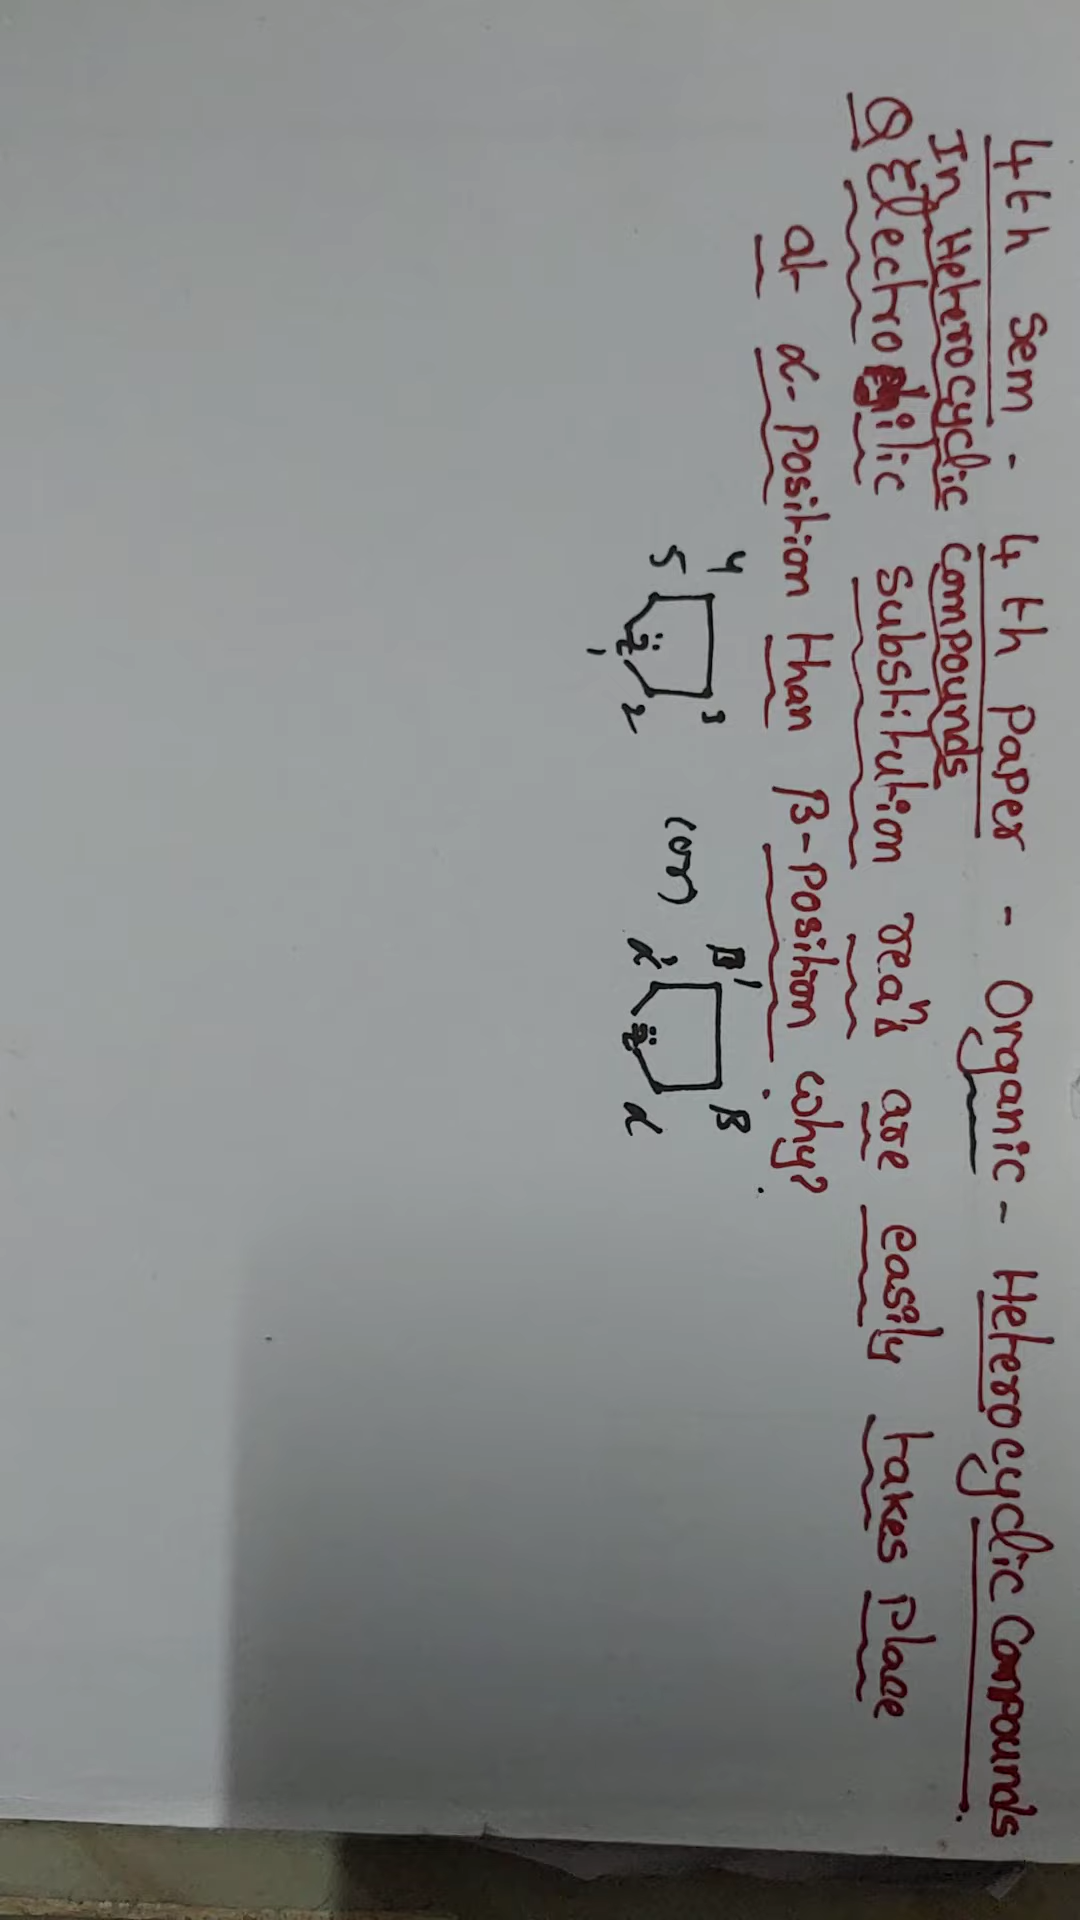 4th Sem - 4th Paper - Organic - Heterocyclic Compounds.
In Heterocyclic Compounds
Q Electrophilic substitution reaⁿs are easily takes place
at α-position than β-position why?
4 3
5 2
1
(or)
β' β
α' α